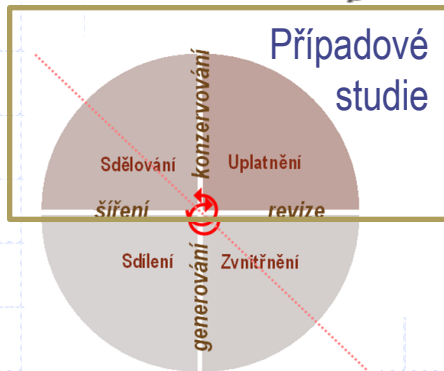 Případové
studie
konzervování
Sdělování
Uplatnění
šíření
revize
Sdílení
Zvnitřnění
generování